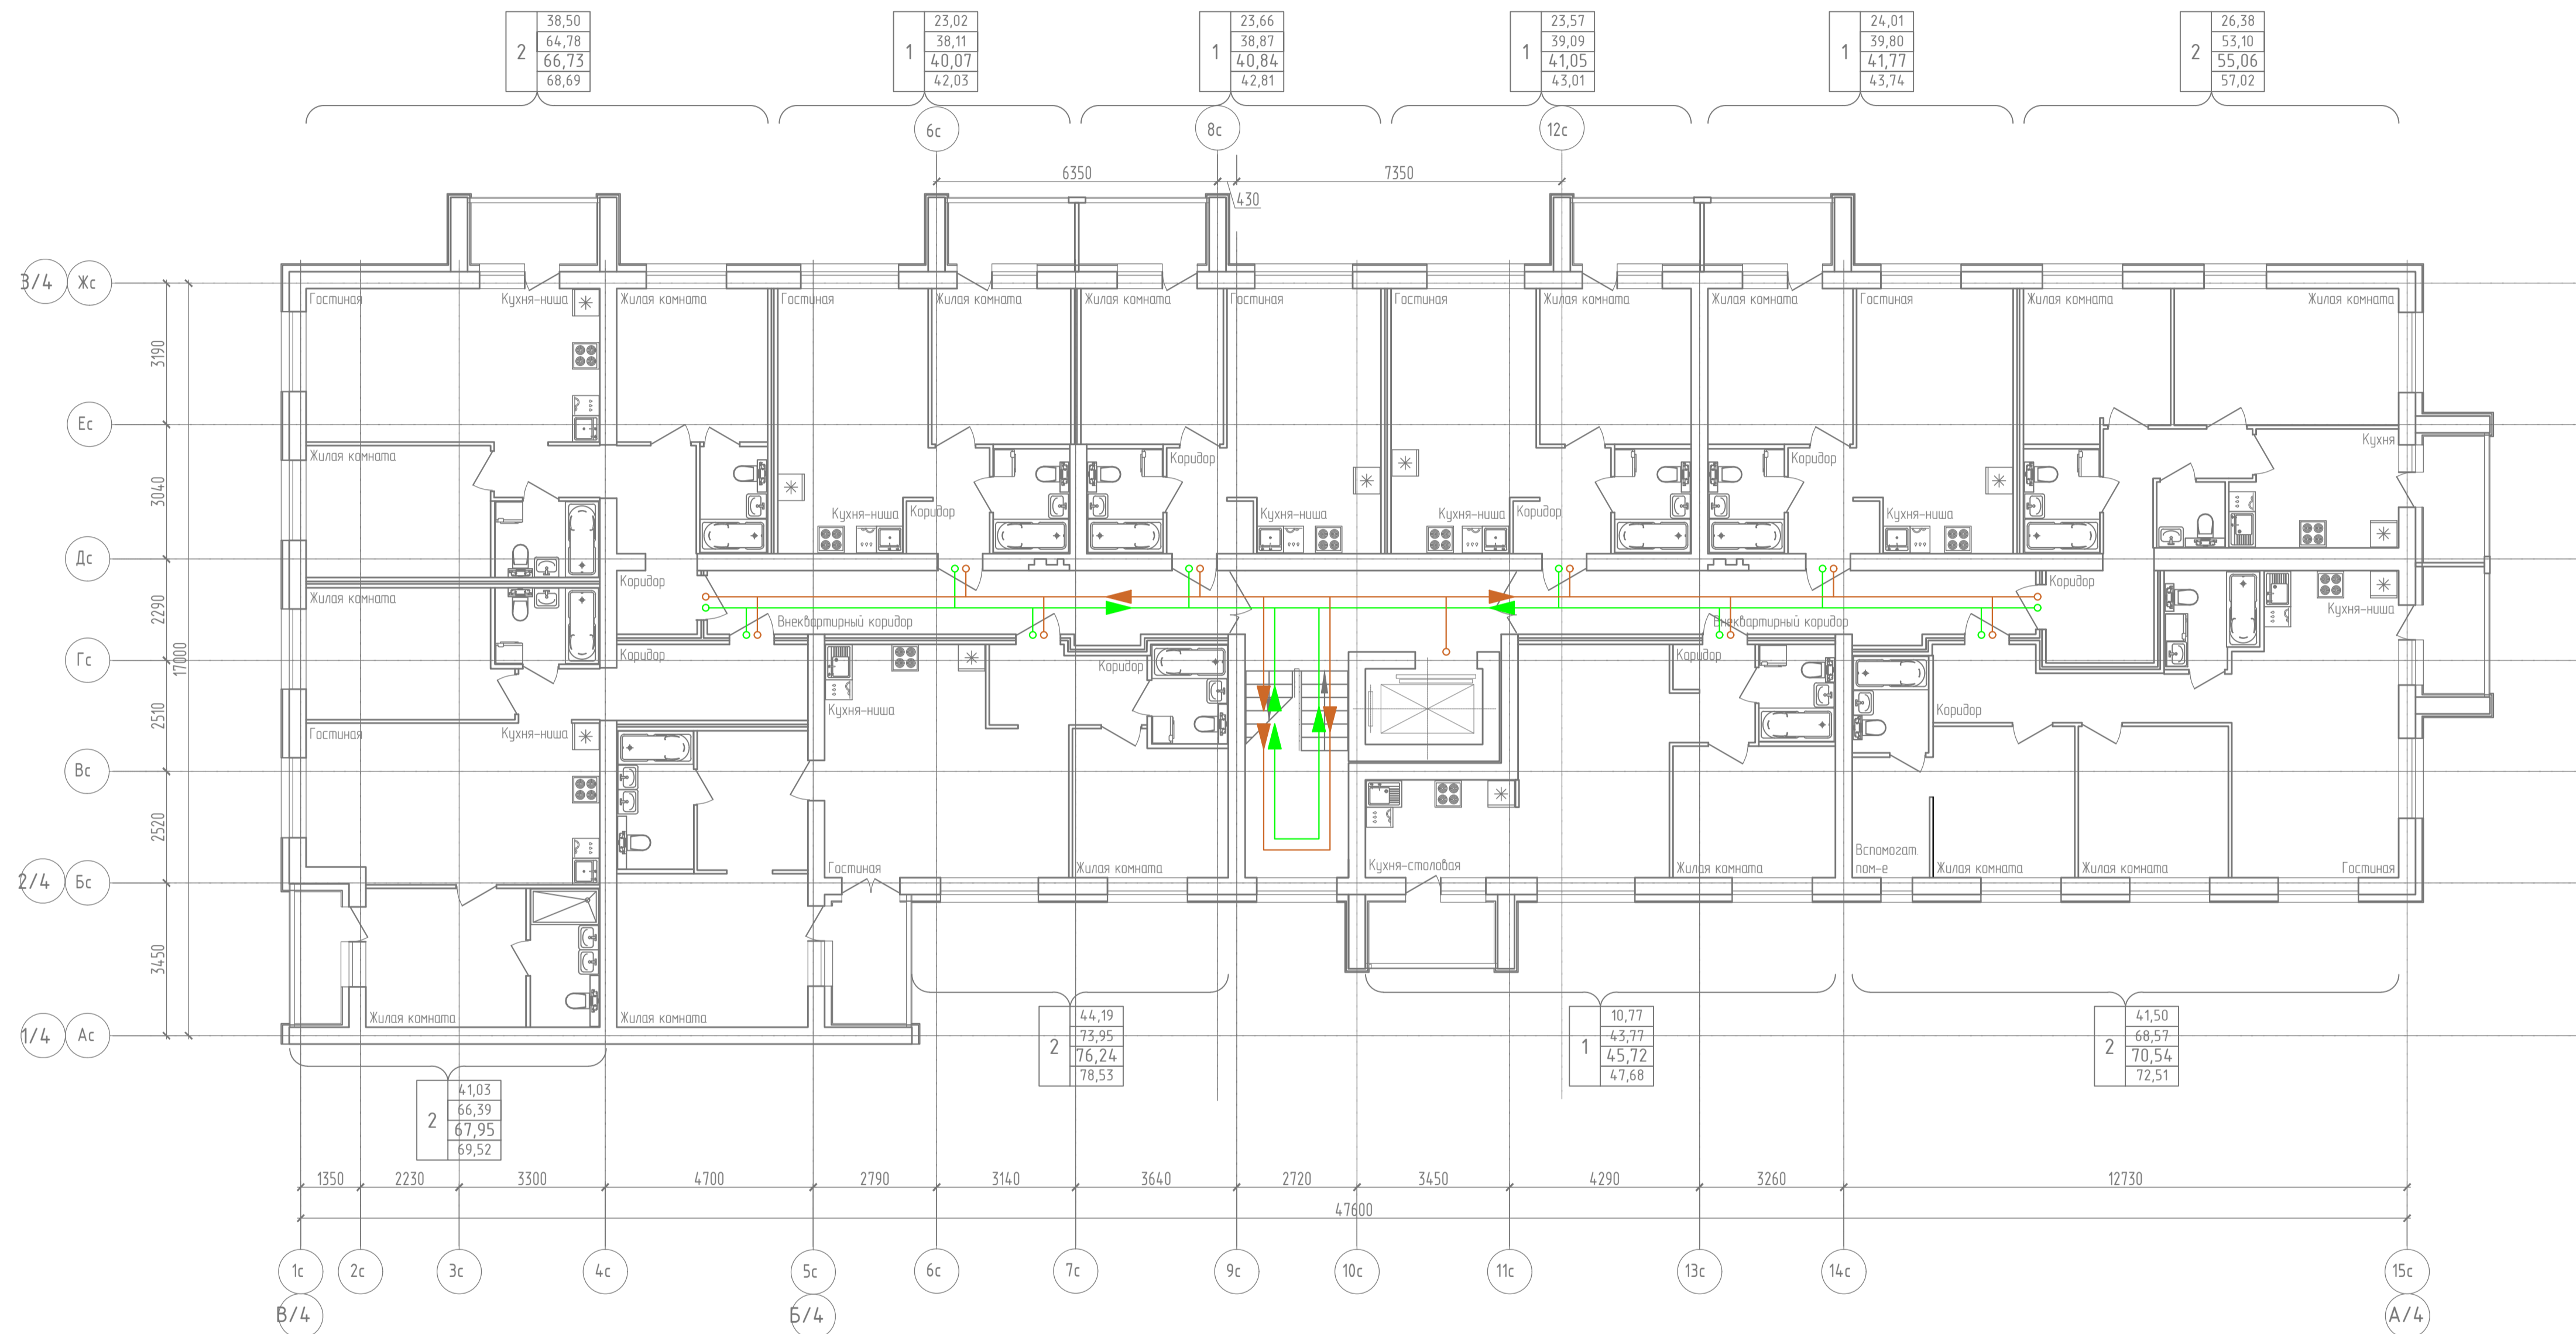 38,50
64,78
2
66,73
68,69
23,02
38,11
1
40,07
42,03
23,66
38,87
1
40,84
42,81
23,57
39,09
1
41,05
43,01
24,01
39,80
1
41,77
43,74
26,38
53,10
2
55,06
57,02
6с
8с
12с
6350
7350
430
3/4
Жс
Гостиная
Кухня-ниша
Жилая комната
Гостиная
Жилая комната
Жилая комната
Гостиная
Гостиная
Жилая комната
Жилая комната
Гостиная
Жилая комната
Жилая комната
3190
Ес
Жилая комната
Коридор
Коридор
Кухня
3040
Кухня-ниша
Коридор
Кухня-ниша
Кухня-ниша
Коридор
Кухня-ниша
Дс
Коридор
Коридор
Жилая комната
2290
17000
Кухня-ниша
Внеквартирный коридор
Внеквартирный коридор
Гс
Коридор
Коридор
Коридор
2510
Кухня-ниша
Коридор
Гостиная
Кухня-ниша
Вс
2520
Вспомогат.
пом-е
Гостиная
Жилая комната
Кухня-столовая
Жилая комната
Жилая комната
Жилая комната
Гостиная
2/4
Бс
3450
Жилая комната
Жилая комната
1/4
Ас
44,19
73,95
2
76,24
78,53
10,77
43,77
1
45,72
47,68
41,50
68,57
2
70,54
72,51
41,03
66,39
2
67,95
69,52
1350
2230
3300
4700
2790
3140
3640
2720
3450
4290
3260
12730
47600
1с
2с
3с
4с
5с
6с
7с
9с
10с
11с
13с
14с
15с
В/4
Б/4
А/4